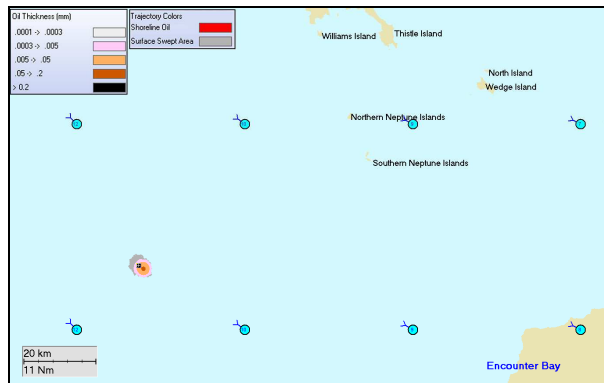 Oil Thickness (mm)
.0001 -> .0003
.0003 -> .005
.005 -> .05
.05 -> .2
> 0.2
Trajectory Colors
Shoreline Oil
Surface Swept Area
Williams Island
Thistle Island
North Island
Wedge Island
Northern Neptune Islands
Southern Neptune Islands
20 km
11 Nm
Encounter Bay